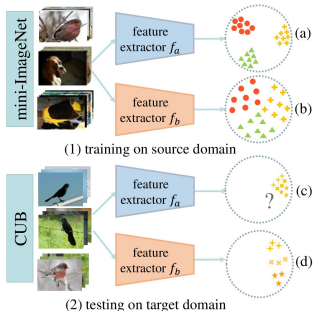 mini-ImageNet
feature
extractor fa
(a)
feature
extractor fb
(b)
(1) training on source domain
CUB
feature
extractor fa
?
(c)
feature
extractor fb
(d)
(2) testing on target domain